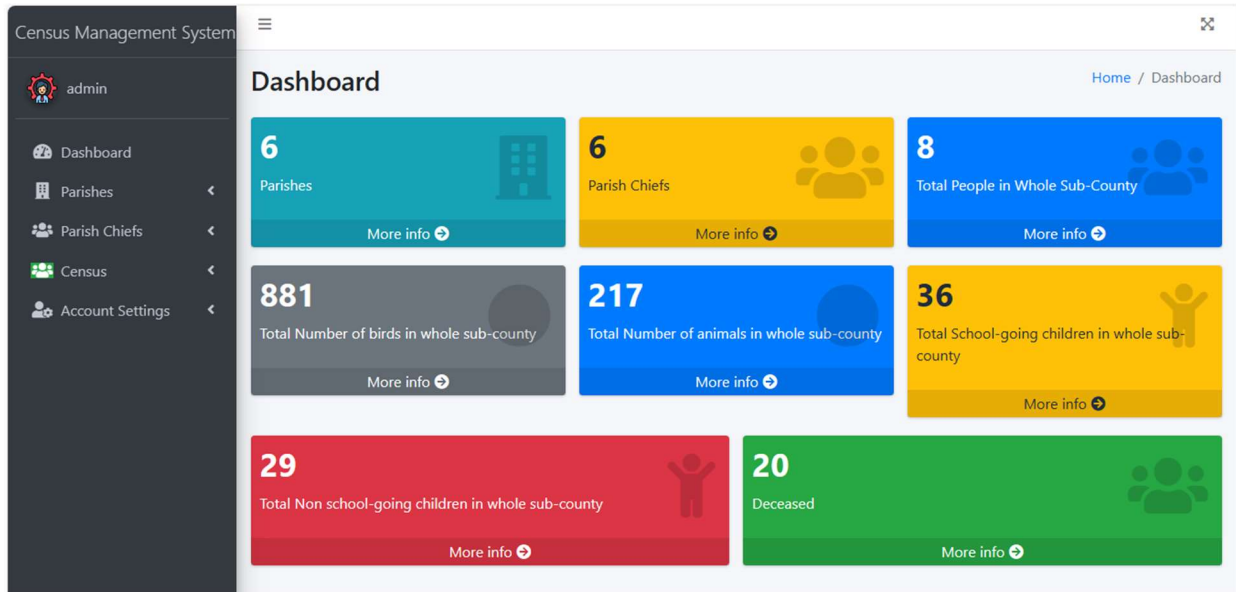 Census Management System
admin
Dashboard
Parishes
Parish Chiefs
Census
Account Settings
Dashboard
Home / Dashboard
6
Parishes
More info
6
Parish Chiefs
More info
8
Total People in Whole Sub-County
More info
881
Total Number of birds in whole sub-county
More info
217
Total Number of animals in whole sub-county
More info
36
Total School-going children in whole sub-
county
More info
29
Total Non school-going children in whole sub-county
More info
20
Deceased
More info